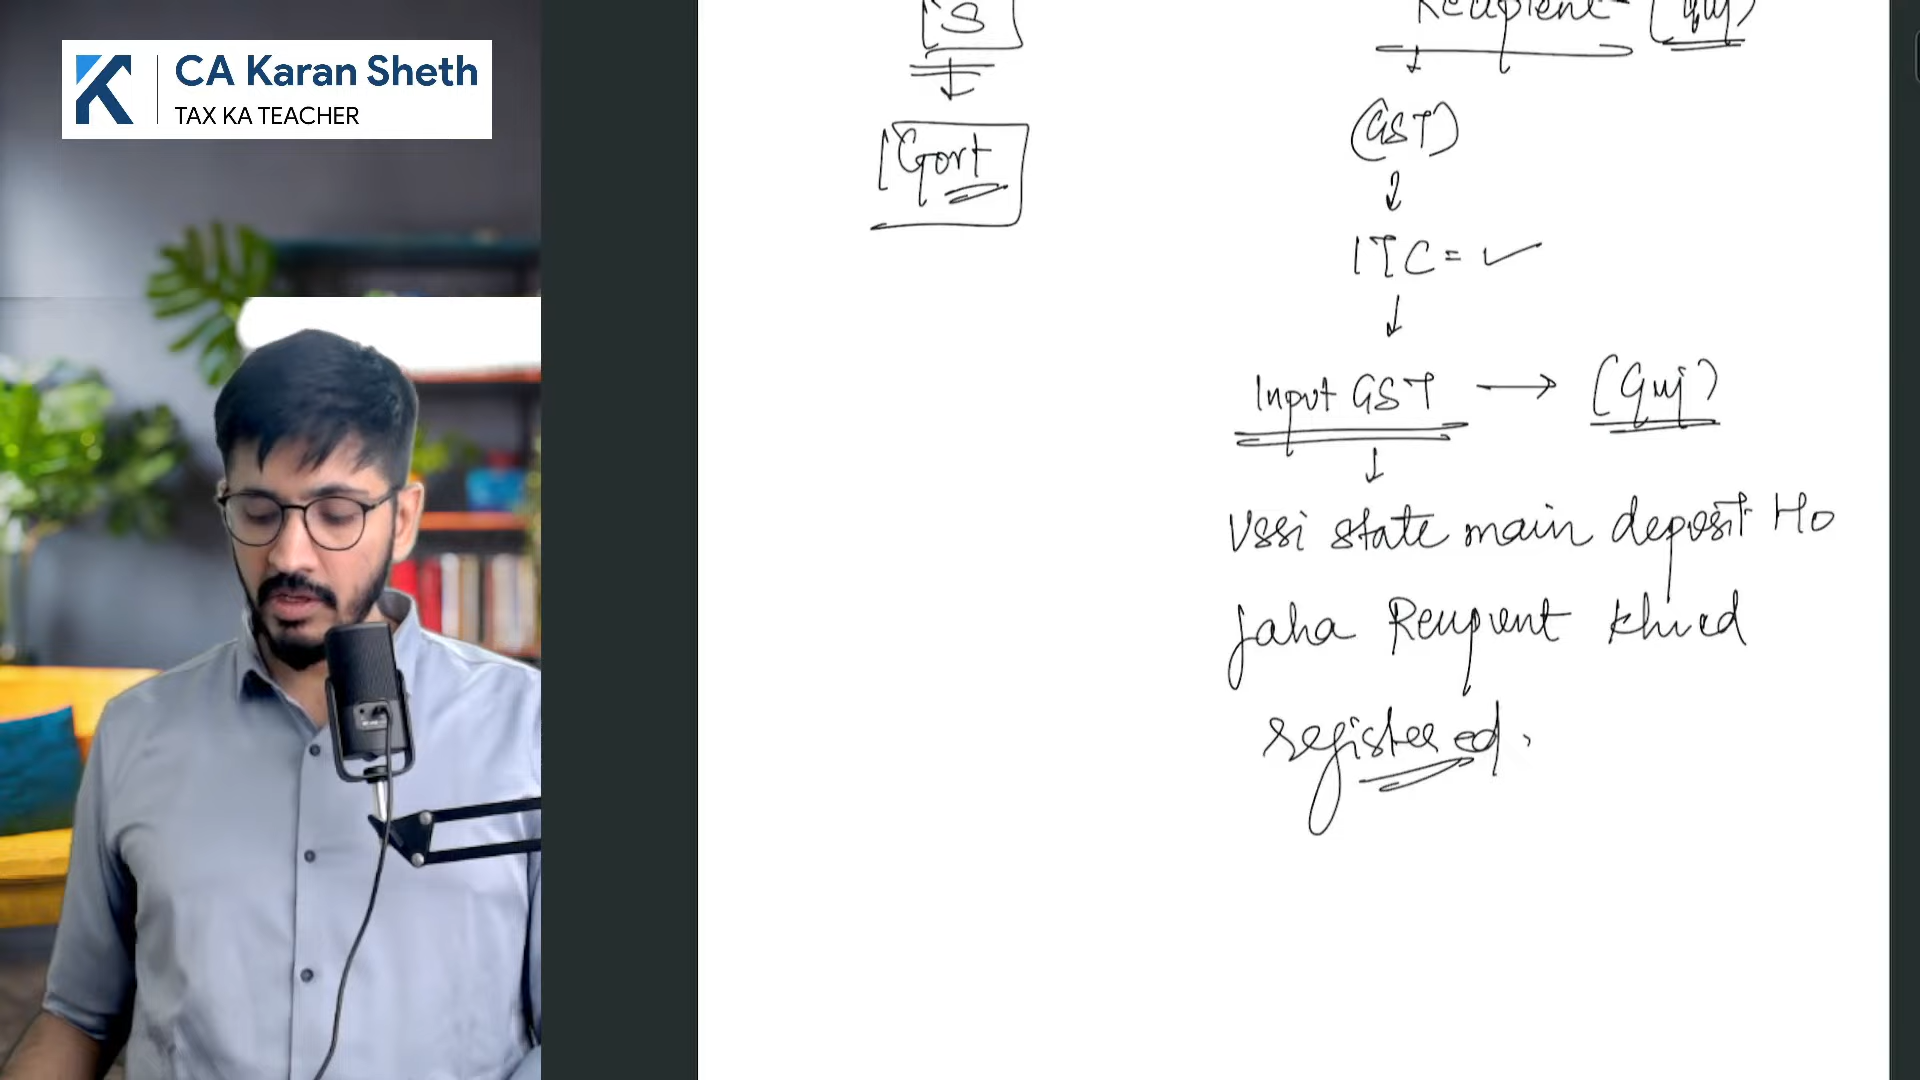 CA Karan Sheth
TAX KA TEACHER
[S
Recipient [Guj)
[Govt
(GST)
ITC = ✓
Input GST → [Guj)
Ussi state main deposit Ho
jaha Recipient khud
registered.